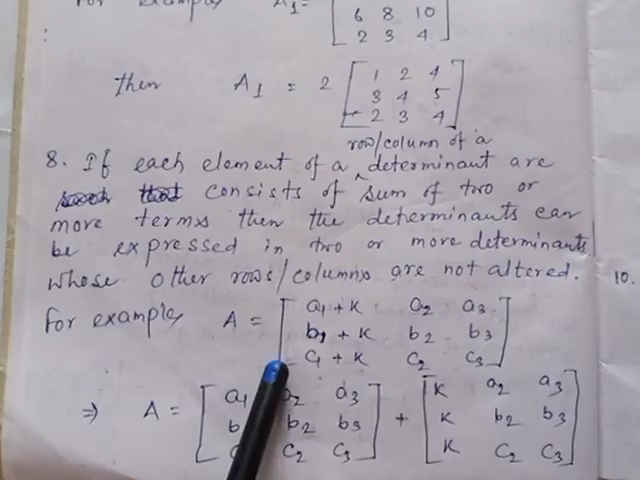 For example A1 =
6 8 10
2 3 4
then A1 = 2 [ 1 2 4
3 4 5
2 3 4 ]
row/column of a
8. If each element of a ^ determinant are
consists of sum of two or
more terms then the determinants can
be expressed in two or more determinants
whose other rows/columns are not altered.
10.
For example A = [ a1 + K a2 a3
b1 + K b2 b3
c1 + K c2 c3 ]
⇒ A = [ a1 a2 a3 ] + [ K a2 a3 ]
b b2 b3 K b2 b3
c2 c3 K c2 c3